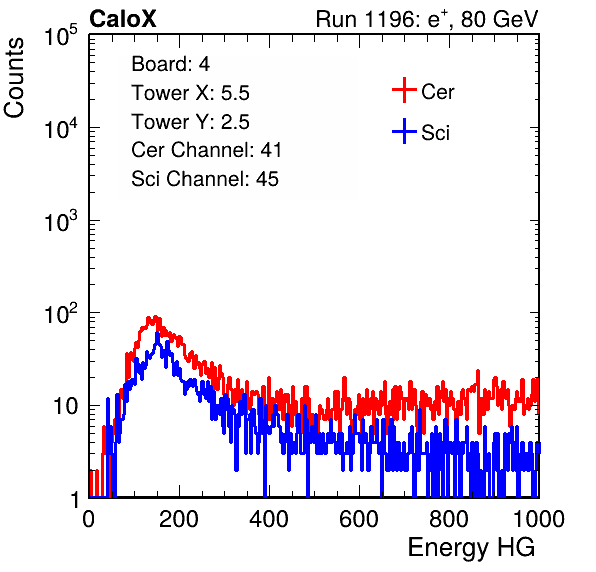 CaloX Run 1196: e⁺, 80 GeV
Board: 4
Tower X: 5.5
Tower Y: 2.5
Cer Channel: 41
Sci Channel: 45
Cer
Sci
Counts
10⁵
10⁴
10³
10²
10
1
0 200 400 600 800 1000
Energy HG